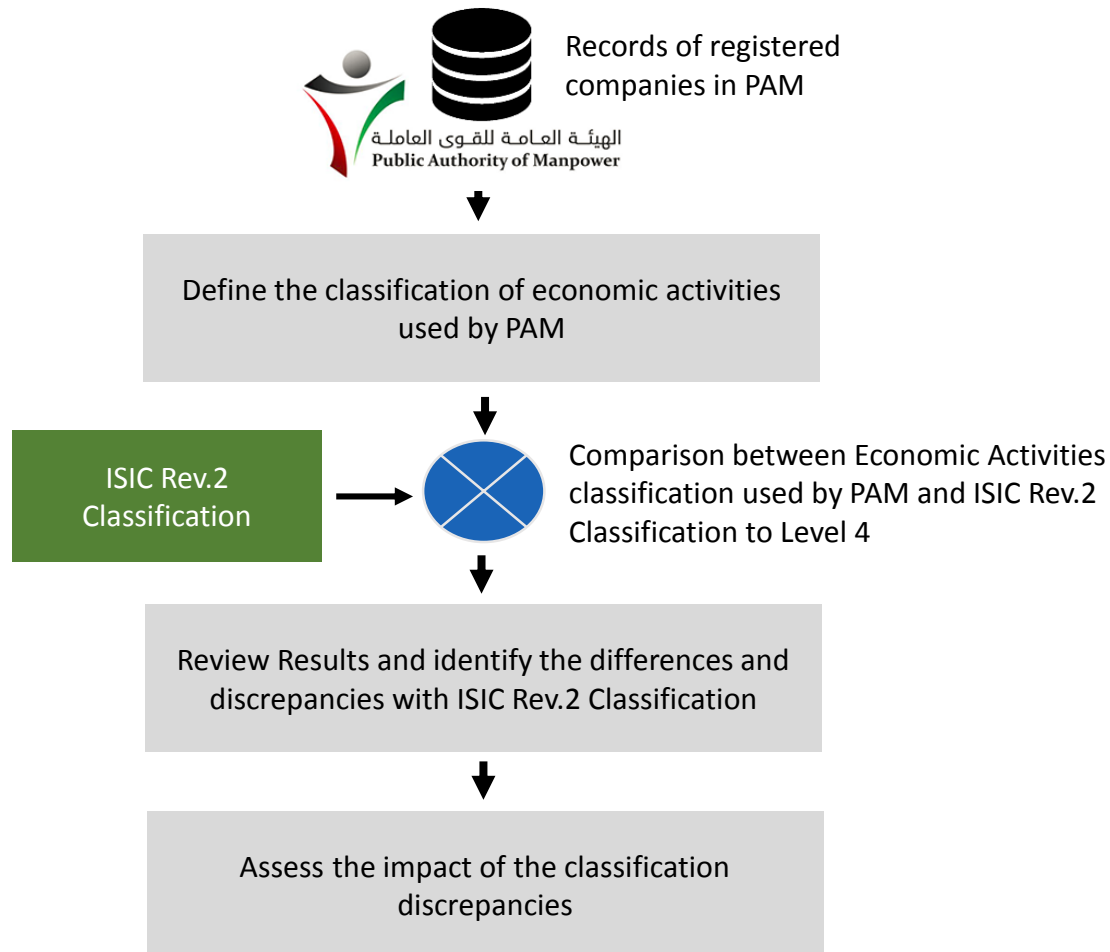 Records of registered
companies in PAM
الهيئــة العـامـة للقــوى العاملـة
Public Authority of Manpower
Define the classification of economic activities
used by PAM
ISIC Rev.2
Classification
Comparison between Economic Activities
classification used by PAM and ISIC Rev.2
Classification to Level 4
Review Results and identify the differences and
discrepancies with ISIC Rev.2 Classification
Assess the impact of the classification
discrepancies